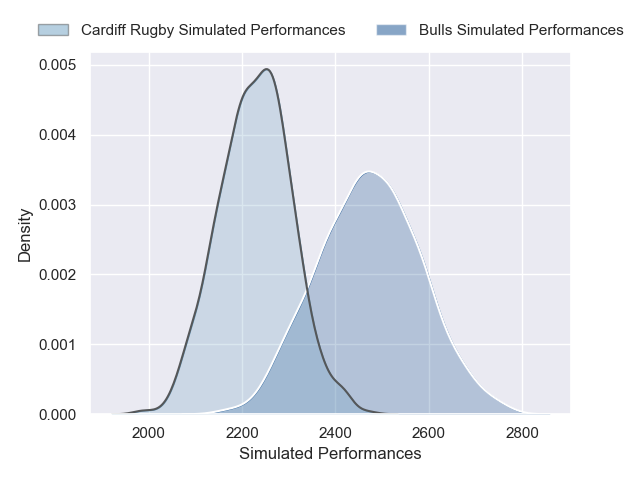 Cardiff Rugby Simulated Performances Bulls Simulated Performances
0.005
0.004
0.003
0.002
0.001
0.000
Density
2000 2200 2400 2600 2800
Simulated Performances